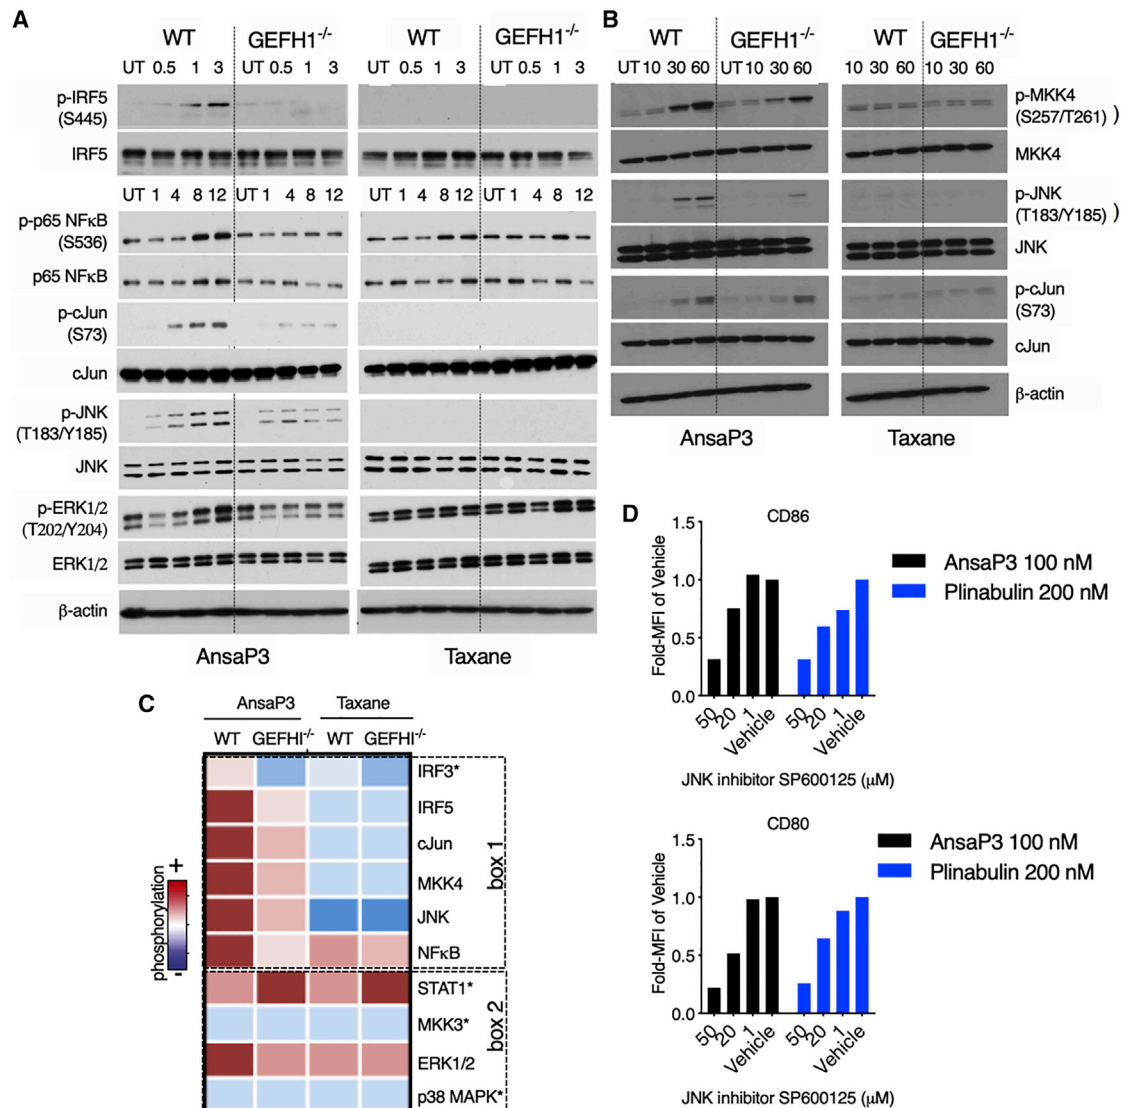 A
WT GEFH1-/- WT GEFH1-/-
UT 0.5 1 3 UT 0.5 1 3 UT 0.5 1 3 UT 0.5 1 3
p-IRF5
(S445)
IRF5
UT 1 4 8 12 UT 1 4 8 12 UT 1 4 8 12 UT 1 4 8 12
p-p65 NFκB
(S536)
p65 NFκB
p-cJun
(S73)
cJun
p-JNK
(T183/Y185)
JNK
p-ERK1/2
(T202/Y204)
ERK1/2
β-actin
AnsaP3 Taxane
B
WT GEFH1-/- WT GEFH1-/-
UT 10 30 60 UT 10 30 60 10 30 60 10 30 60
p-MKK4
(S257/T261) )
MKK4
p-JNK
(T183/Y185) )
JNK
p-cJun
(S73)
cJun
β-actin
AnsaP3 Taxane
C
AnsaP3 Taxane
WT GEFHI-/- WT GEFHI-/-
IRF3*
IRF5
cJun
MKK4
JNK
NFκB
STAT1*
MKK3*
ERK1/2
p38 MAPK*
box 1
box 2
+
phosphorylation
-
D
CD86
1.5
1.0
0.5
0.0
Fold-MFI of Vehicle
50 20 1 Vehicle 50 20 1 Vehicle
JNK inhibitor SP600125 (μM)
AnsaP3 100 nM
Plinabulin 200 nM
CD80
1.5
1.0
0.5
0.0
Fold-MFI of Vehicle
50 20 1 Vehicle 50 20 1 Vehicle
JNK inhibitor SP600125 (μM)
AnsaP3 100 nM
Plinabulin 200 nM